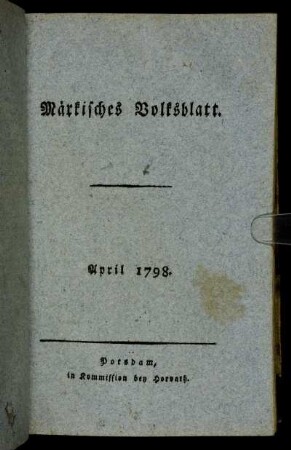 Märkisches Volksblatt.
April 1798.
Potsdam,
in Kommission bey Horvath.